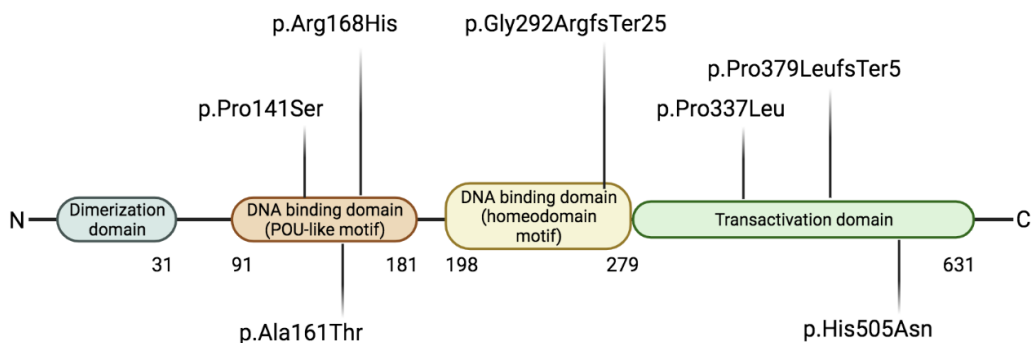 p.Arg168His
p.Gly292ArgfsTer25
p.Pro379LeufsTer5
p.Pro141Ser
p.Pro337Leu
N
Dimerization
domain
DNA binding domain
(POU-like motif)
DNA binding domain
(homeodomain
motif)
Transactivation domain
C
31
91
181
198
279
631
p.Ala161Thr
p.His505Asn